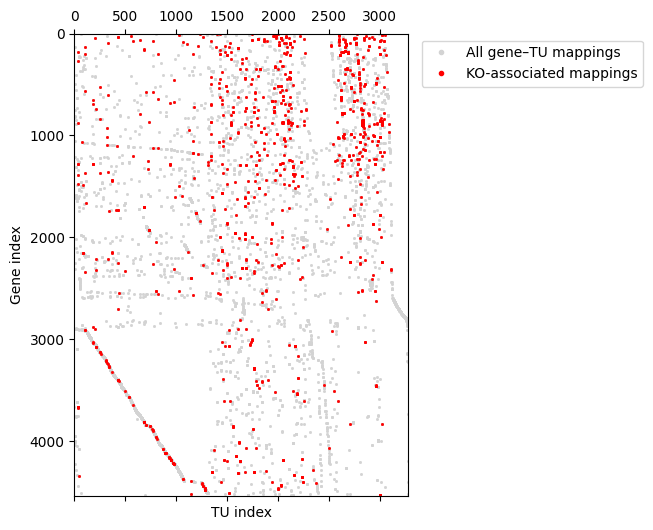 0 500 1000 1500 2000 2500 3000
All gene–TU mappings
KO-associated mappings
0
1000
2000
3000
4000
Gene index
TU index